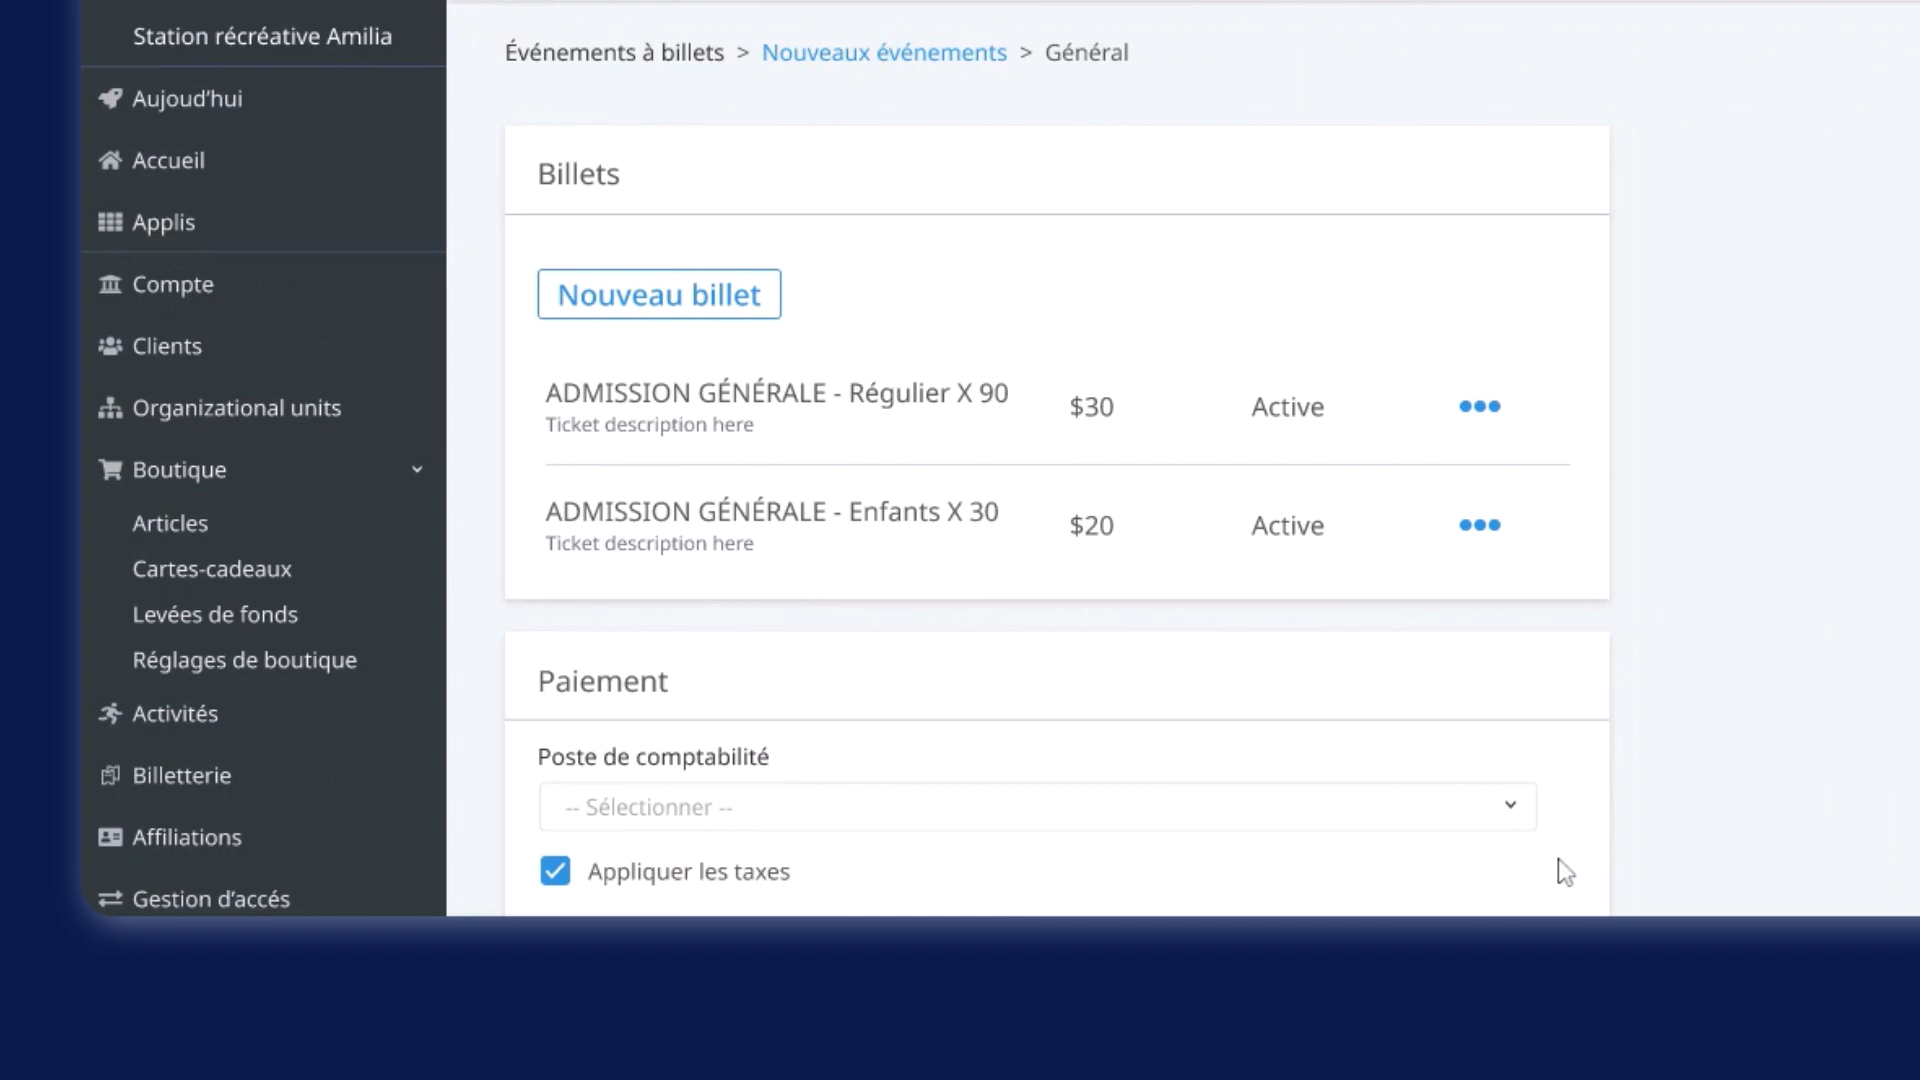 Station récréative Amilia
Aujoud'hui
Accueil
Applis
Compte
Clients
Organizational units
Boutique
Articles
Cartes-cadeaux
Levées de fonds
Réglages de boutique
Activités
Billetterie
Affiliations
Gestion d'accés
Événements à billets > Nouveaux événements > Général
Billets
Nouveau billet
ADMISSION GÉNÉRALE - Régulier X 90 $30 Active
Ticket description here
ADMISSION GÉNÉRALE - Enfants X 30 $20 Active
Ticket description here
Paiement
Poste de comptabilité
-- Sélectionner --
Appliquer les taxes